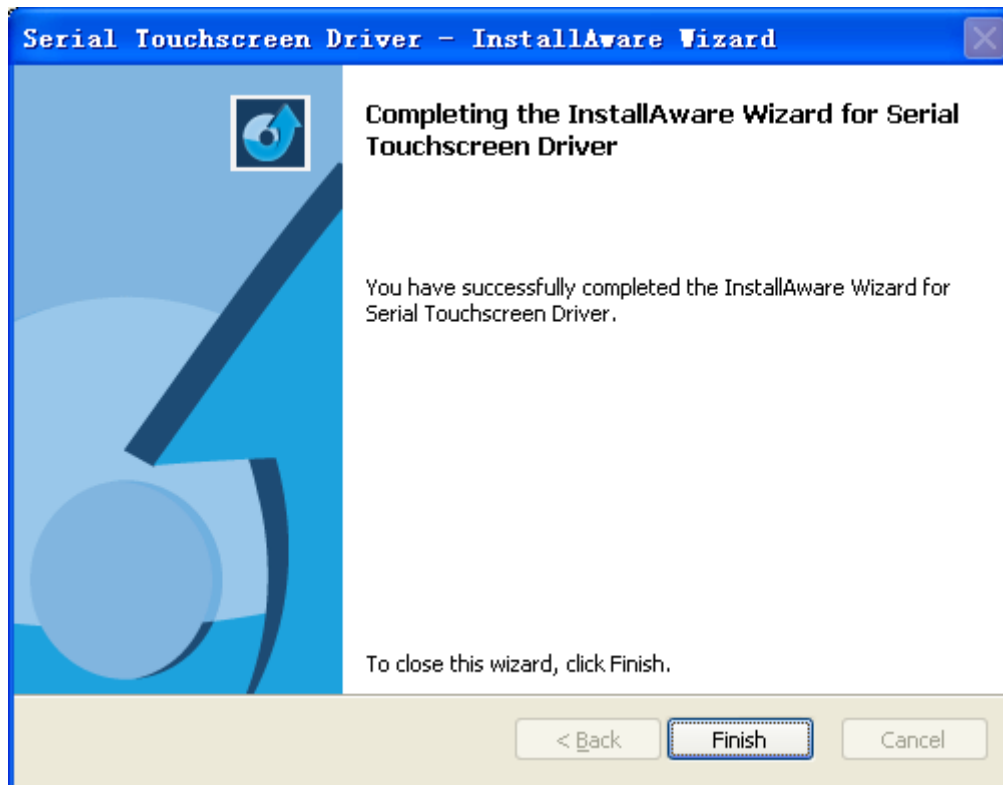 Serial Touchscreen Driver - InstallAware Wizard
Completing the InstallAware Wizard for Serial
Touchscreen Driver
You have successfully completed the InstallAware Wizard for
Serial Touchscreen Driver.
To close this wizard, click Finish.
< Back
Finish
Cancel